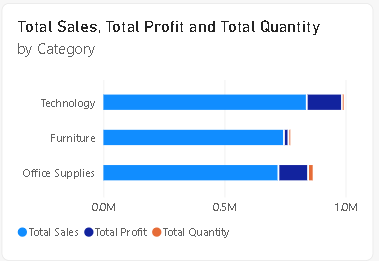 Total Sales, Total Profit and Total Quantity
by Category
Technology
Furniture
Office Supplies
0.0M 0.5M 1.0M
Total Sales Total Profit Total Quantity